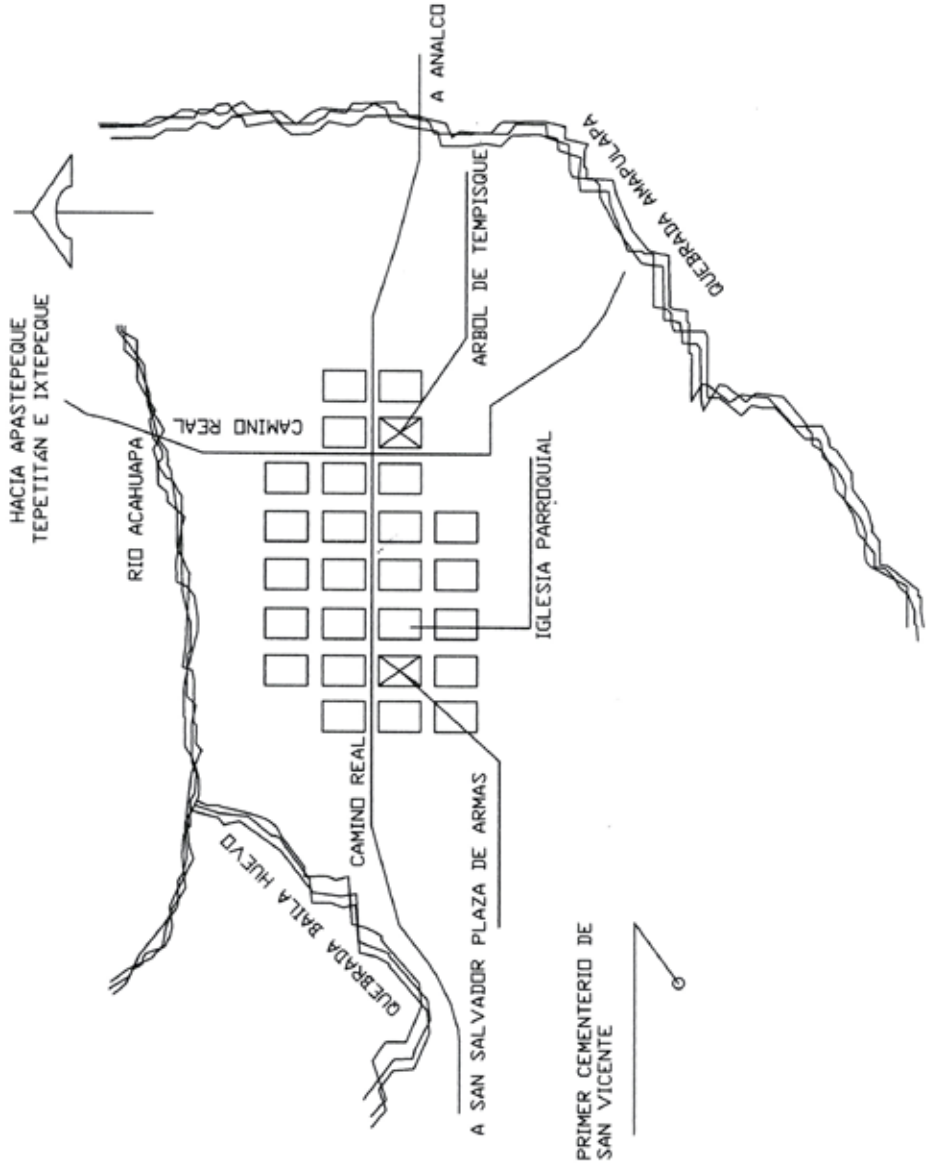 HACIA APASTEPEQUE
TEPETITÁN E IXTEPEQUE
RIO ACAHUAPA
CAMINO REAL
A ANALCO
ARBOL DE TEMPISQUE
QUEBRADA AMAPULAPA
IGLESIA PARROQUIAL
CAMINO REAL
QUEBRADA BAILA HUEVO
A SAN SALVADOR PLAZA DE ARMAS
PRIMER CEMENTERIO DE
SAN VICENTE